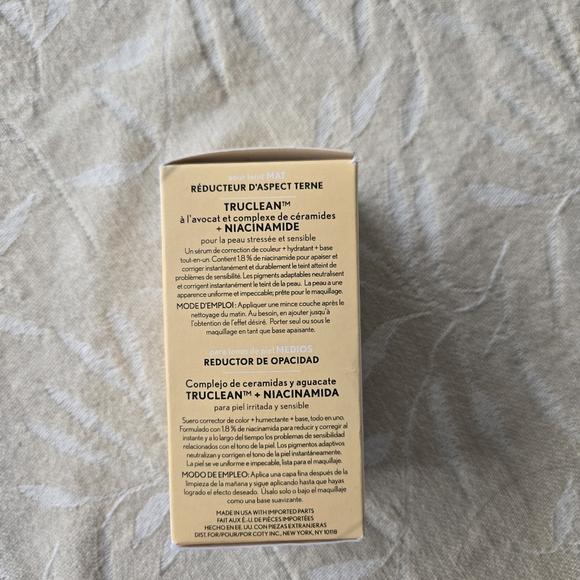 pour teint MAT
RÉDUCTEUR D'ASPECT TERNE
TRUCLEAN™
à l'avocat et complexe de céramides
+ NIACINAMIDE
pour la peau stressée et sensible
Un sérum de correction de couleur + hydratant + base
tout-en-un. Contient 1.8 % de niacinamide pour apaiser et
corriger instantanément et durablement le teint atteint de
problèmes de sensibilité. Les pigments adaptables neutralisent
et corrigent instantanément le teint de la peau. La peau a une
apparence uniforme et impeccable; prête pour le maquillage.
MODE D'EMPLOI : Appliquer une mince couche après le
nettoyage du matin. Au besoin, en ajouter jusqu'à
l'obtention de l'effet désiré. Porter seul ou sous le
maquillage en tant que base apaisante.
para tonos de piel MEDIOS
REDUCTOR DE OPACIDAD
Complejo de ceramidas y aguacate
TRUCLEAN™ + NIACINAMIDA
para piel irritada y sensible
Suero corrector de color + humectante + base, todo en uno.
Formulado con 1.8 % de niacinamida para reducir y corregir al
instante y a lo largo del tiempo los problemas de sensibilidad
relacionados con el tono de la piel. Los pigmentos adaptivos
neutralizan y corrigen el tono de la piel instantáneamente.
La piel se ve uniforme e impecable, lista para el maquillaje.
MODO DE EMPLEO: Aplica una capa fina después de la
limpieza de la mañana y sigue aplicando hasta que hayas
logrado el efecto deseado. Úsalo solo o bajo el maquillaje
como una base suavizante.
MADE IN USA WITH IMPORTED PARTS
FAIT AUX É.-U. DE PIÈCES IMPORTÉES
HECHO EN EE. UU. CON PIEZAS EXTRANJERAS
DIST. FOR/POUR/POR COTY INC., NEW YORK, NY 10118